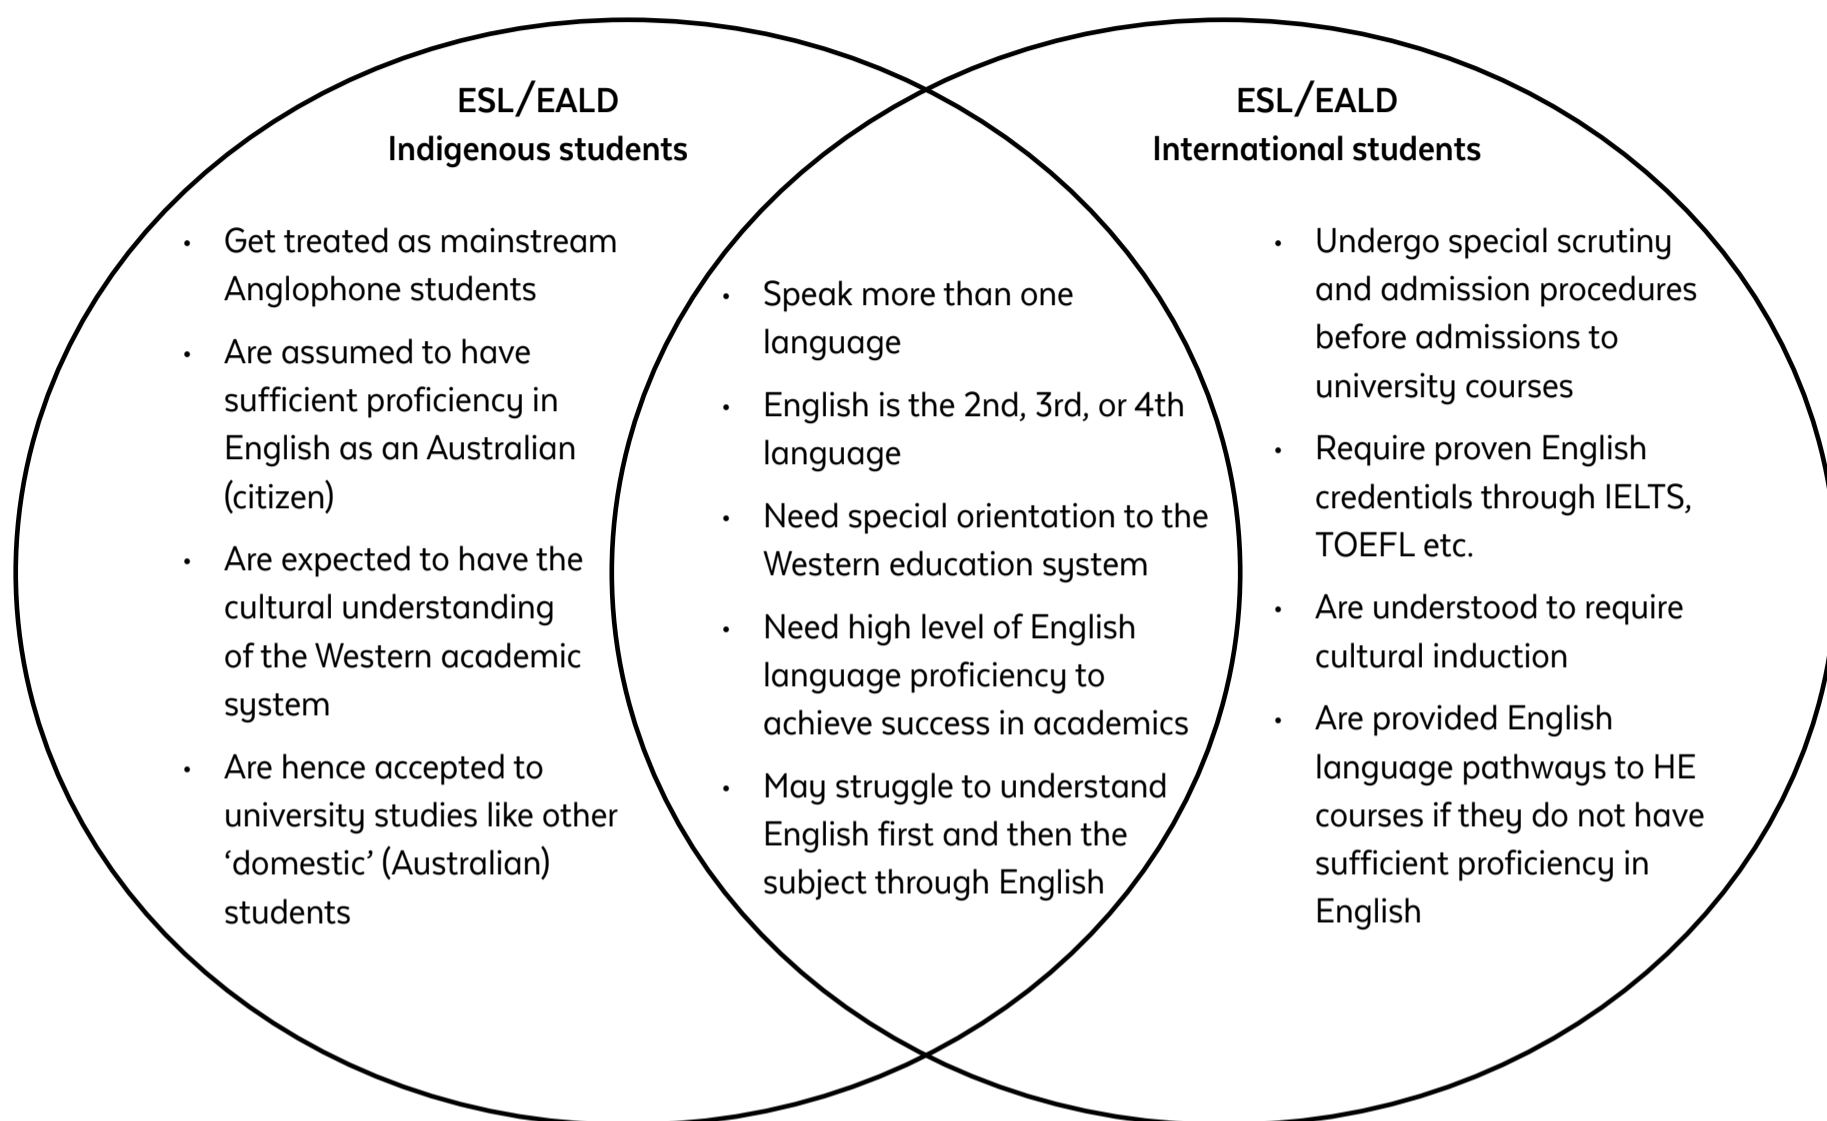 ESL/EALD
Indigenous students
• Get treated as mainstream
Anglophone students
• Are assumed to have
sufficient proficiency in
English as an Australian
(citizen)
• Are expected to have the
cultural understanding
of the Western academic
system
• Are hence accepted to
university studies like other
‘domestic’ (Australian)
students
• Speak more than one
language
• English is the 2nd, 3rd, or 4th
language
• Need special orientation to the
Western education system
• Need high level of English
language proficiency to
achieve success in academics
• May struggle to understand
English first and then the
subject through English
ESL/EALD
International students
• Undergo special scrutiny
and admission procedures
before admissions to
university courses
• Require proven English
credentials through IELTS,
TOEFL etc.
• Are understood to require
cultural induction
• Are provided English
language pathways to HE
courses if they do not have
sufficient proficiency in
English